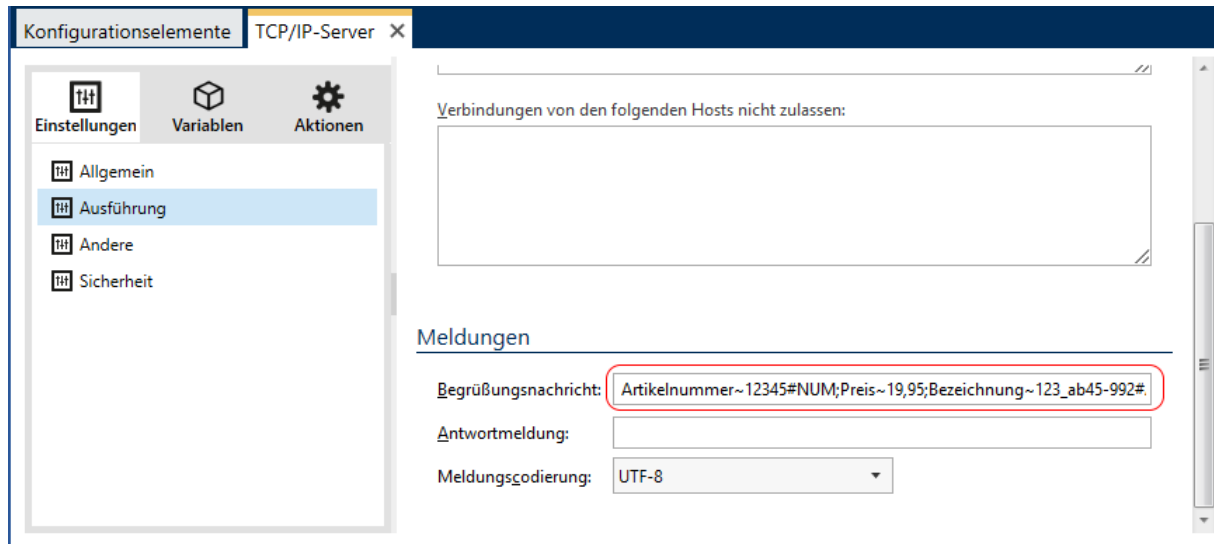 Konfigurationselemente TCP/IP-Server
Einstellungen Variablen Aktionen
Allgemein
Ausführung
Andere
Sicherheit
Verbindungen von den folgenden Hosts nicht zulassen:
Meldungen
Begrüßungsnachricht: Artikelnummer~12345#NUM;Preis~19,95;Bezeichnung~123_ab45-992#.
Antwortmeldung:
Meldungscodierung: UTF-8